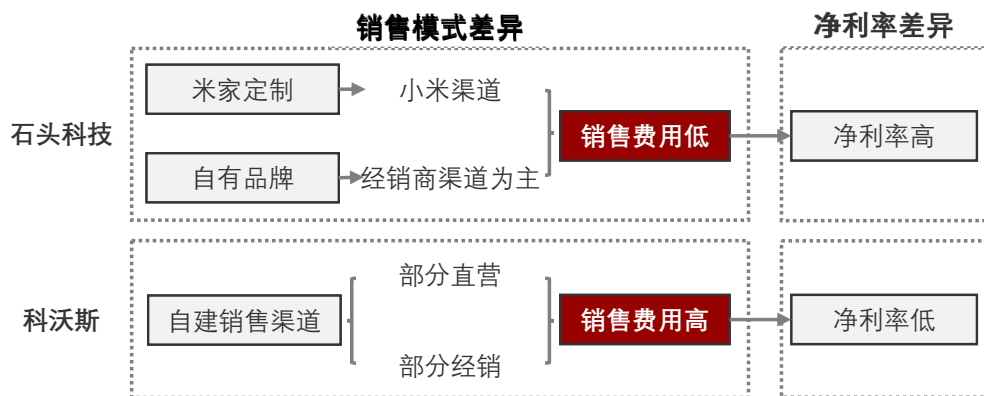 销售模式差异
净利率差异
石头科技
米家定制
小米渠道
自有品牌
经销商渠道为主
销售费用低
净利率高
科沃斯
自建销售渠道
部分直营
部分经销
销售费用高
净利率低